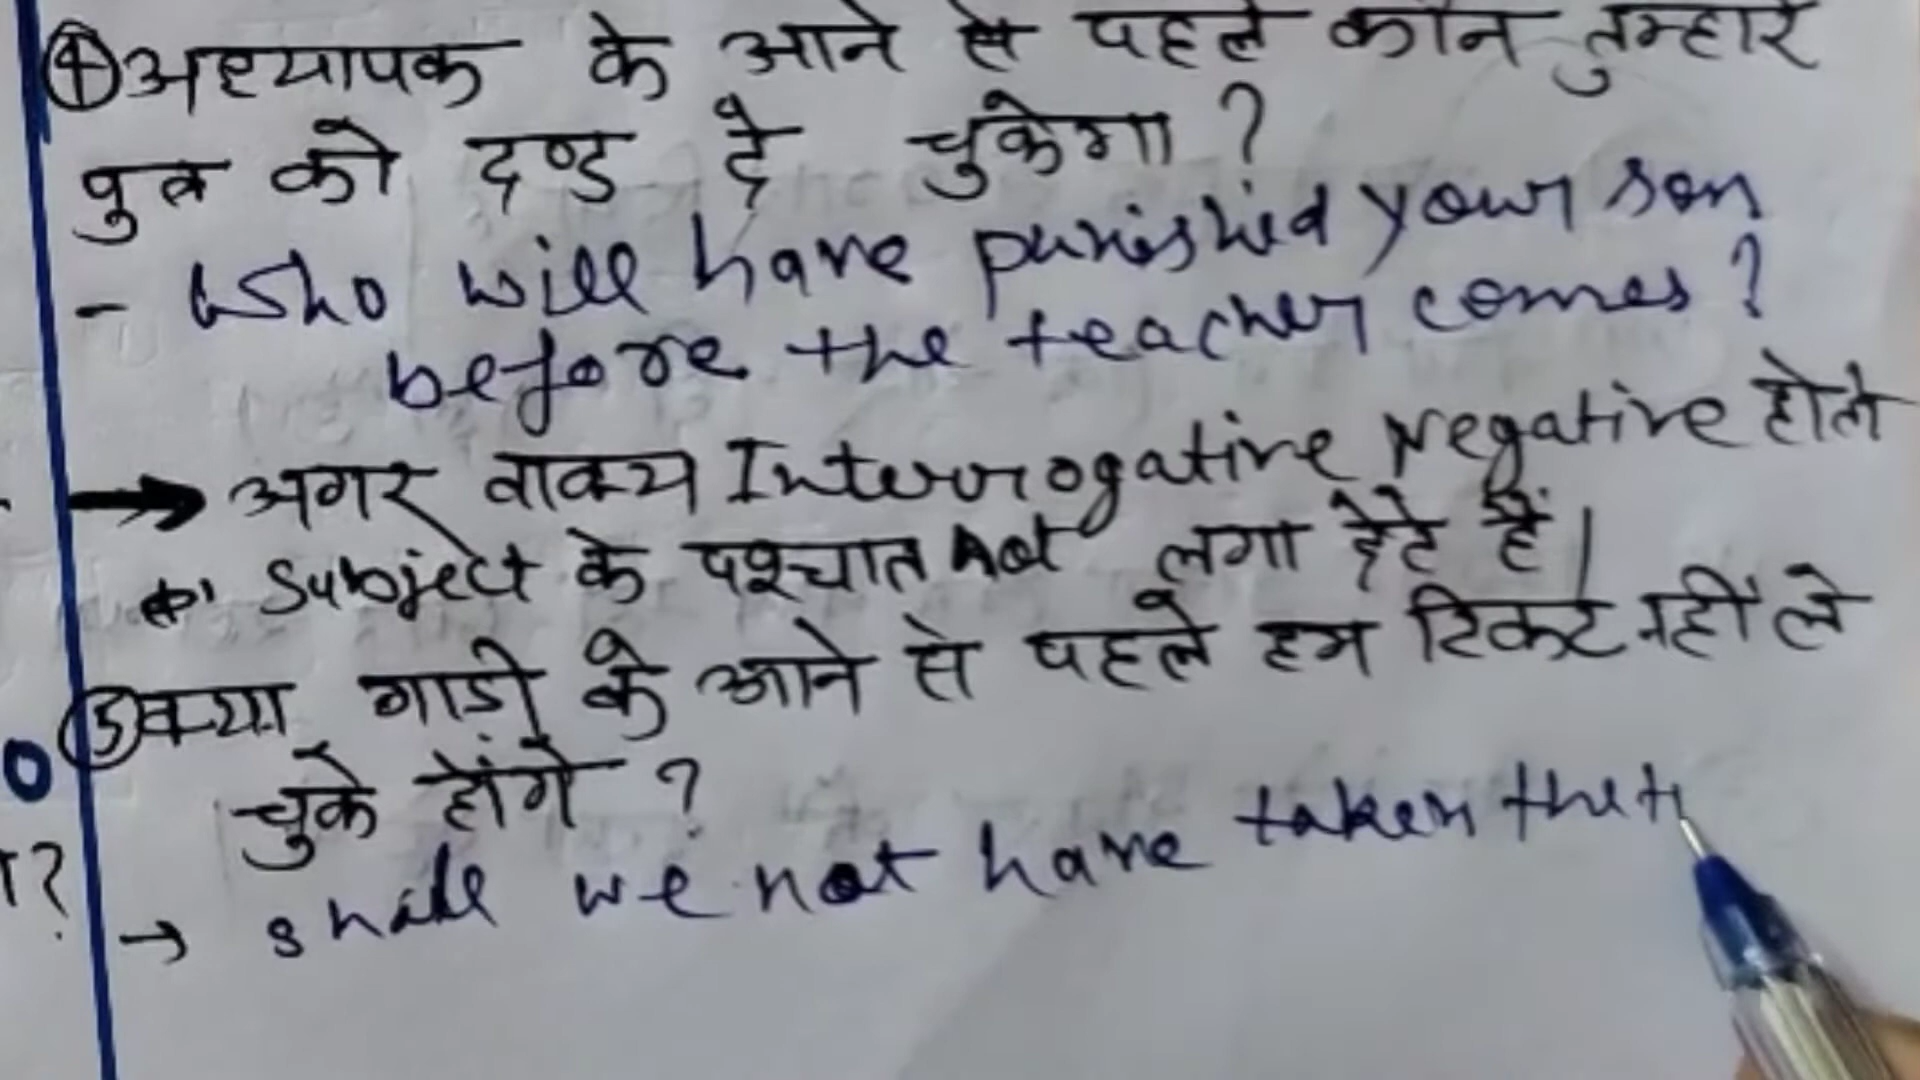 ④ अध्यापक के आने से पहले कौन तुम्हारे
पुत्र को दण्ड दे चुकेगा ?
- Who will have punished your son
before the teacher comes ?
→ अगर वाक्य Interrogative Negative होतो
Subject के पश्चात not लगा देते हैं।
⑤ क्या गाडी के आने से पहले हम टिकट नहीं ले
चुके होंगे ?
→ shall we not have taken the t